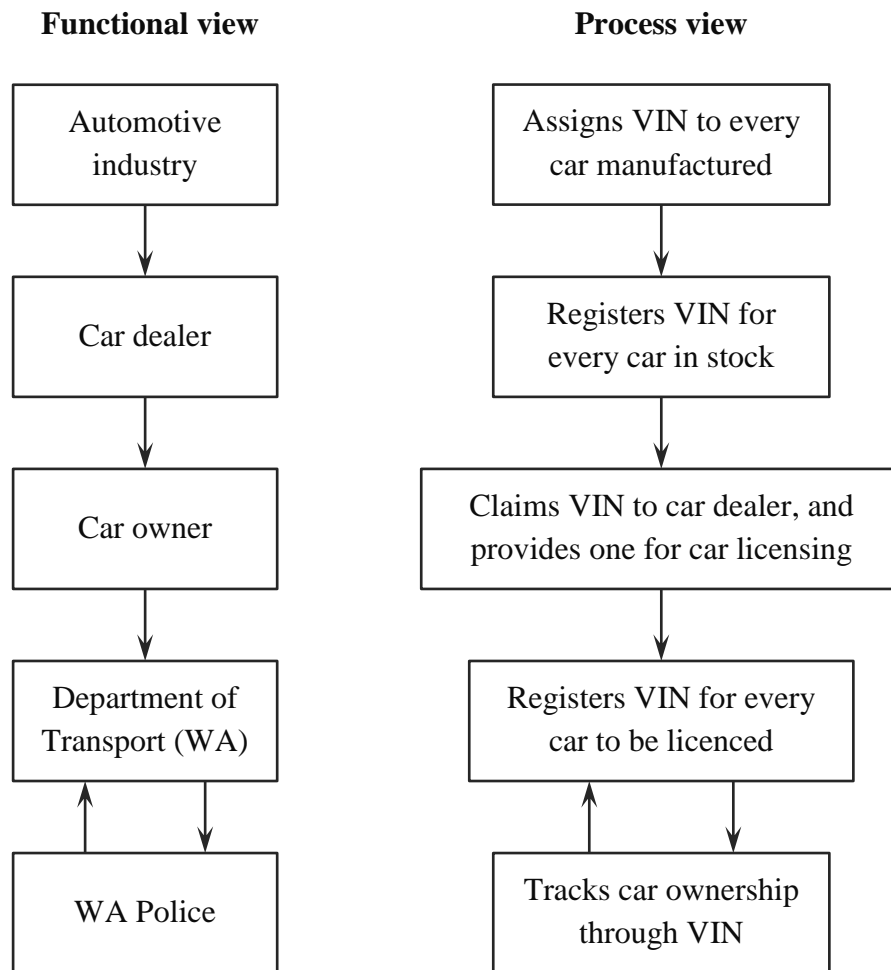 Functional view
Process view
Automotive
industry
Assigns VIN to every
car manufactured
Car dealer
Registers VIN for
every car in stock
Car owner
Claims VIN to car dealer, and
provides one for car licensing
Department of
Transport (WA)
Registers VIN for every
car to be licenced
WA Police
Tracks car ownership
through VIN